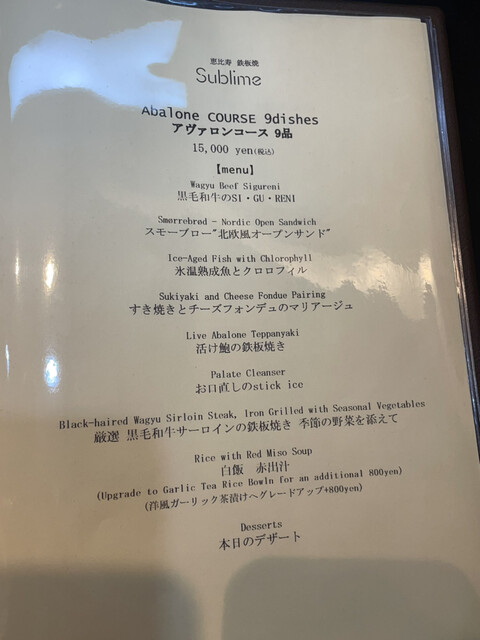 恵比寿 鉄板焼
Sublime
Abalone COURSE 9dishes
アヴァロンコース 9品
15,000 yen(税込)
【menu】
Wagyu Beef Sigureni
黒毛和牛のSI・GU・RENI
Smørrebrød - Nordic Open Sandwich
スモーブロー"北欧風オープンサンド"
Ice-Aged Fish with Chlorophyll
氷温熟成魚とクロロフィル
Sukiyaki and Cheese Fondue Pairing
すき焼きとチーズフォンデュのマリアージュ
Live Abalone Teppanyaki
活け鮑の鉄板焼き
Palate Cleanser
お口直しのstick ice
Black-haired Wagyu Sirloin Steak, Iron Grilled with Seasonal Vegetables
厳選 黒毛和牛サーロインの鉄板焼き 季節の野菜を添えて
Rice with Red Miso Soup
白飯 赤出汁
(Upgrade to Garlic Tea Rice Bowln for an additional 800yen)
(洋風ガーリック茶漬けへグレードアップ+800yen)
Desserts
本日のデザート